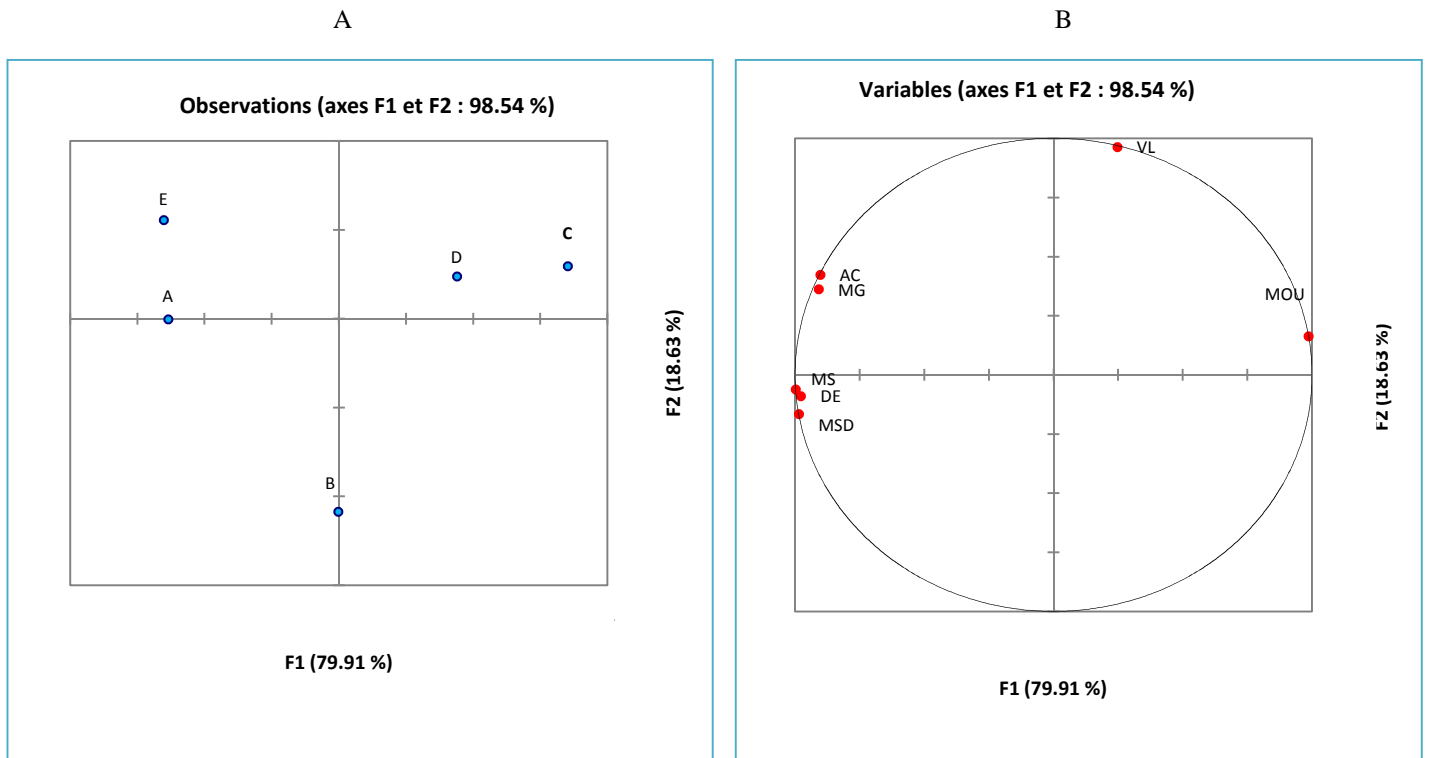 A
B
Observations (axes F1 et F2 : 98.54 %)
E
C
D
A
B
F2 (18.63 %)
F1 (79.91 %)
Variables (axes F1 et F2 : 98.54 %)
VL
AC
MG
MOU
MS
DE
MSD
F2 (18.63 %)
F1 (79.91 %)